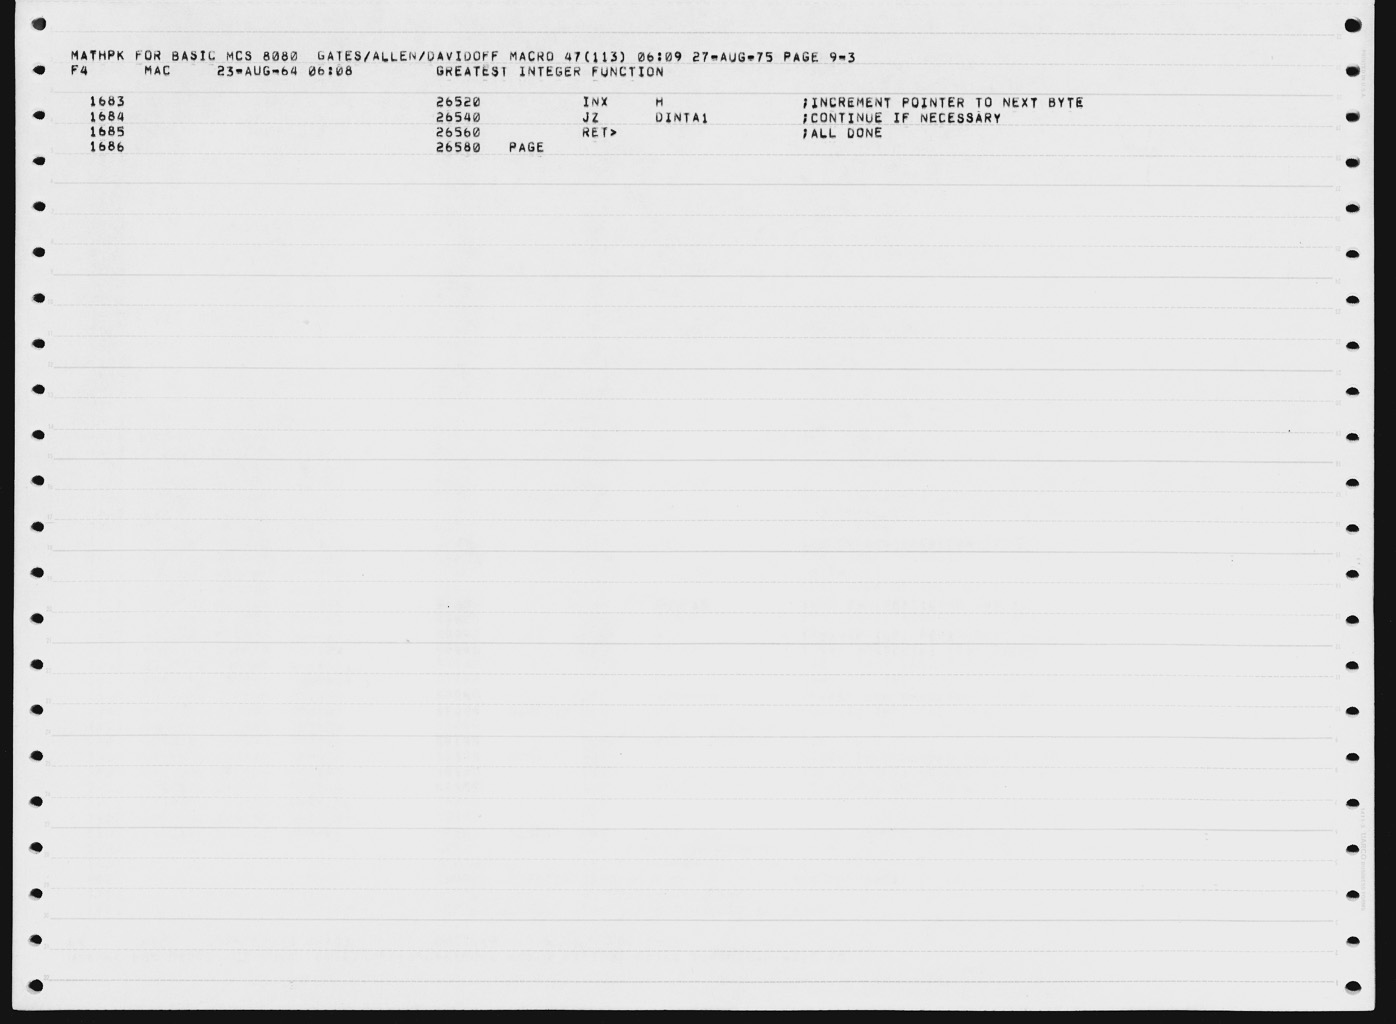 MATHPK FOR BASIC MCS 8080  GATES/ALLEN/DAVIDOFF MACRO 47(113) 06:09 27-AUG-75 PAGE 9-3
F4      MAC     23-AUG-64 06:08         GREATEST INTEGER FUNCTION
1683                                  26520           INX     H               ;INCREMENT POINTER TO NEXT BYTE
1684                                  26540           JZ      DINTA1          ;CONTINUE IF NECESSARY
1685                                  26560           RET>                    ;ALL DONE
1686                                  26580   PAGE